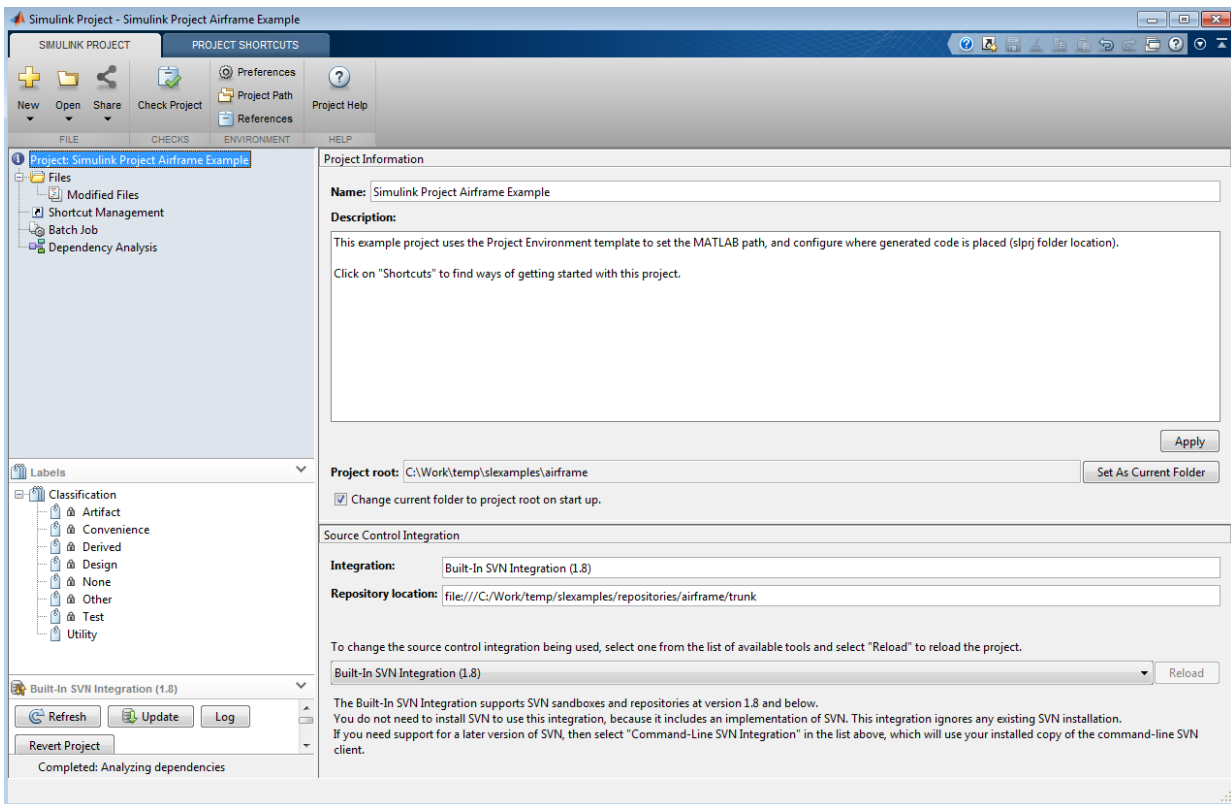 Simulink Project - Simulink Project Airframe Example
SIMULINK PROJECT
PROJECT SHORTCUTS
New
Open
Share
Check Project
Preferences
Project Path
References
Project Help
FILE
CHECKS
ENVIRONMENT
HELP
Project: Simulink Project Airframe Example
Files
Modified Files
Shortcut Management
Batch Job
Dependency Analysis
Labels
Classification
Artifact
Convenience
Derived
Design
None
Other
Test
Utility
Built-In SVN Integration (1.8)
Refresh
Update
Log
Revert Project
Completed: Analyzing dependencies
Project Information
Name: Simulink Project Airframe Example
Description:
This example project uses the Project Environment template to set the MATLAB path, and configure where generated code is placed (slprj folder location).
Click on "Shortcuts" to find ways of getting started with this project.
Apply
Project root: C:\Work\temp\slexamples\airframe
Set As Current Folder
Change current folder to project root on start up.
Source Control Integration
Integration: Built-In SVN Integration (1.8)
Repository location: file:///C:/Work/temp/slexamples/repositories/airframe/trunk
To change the source control integration being used, select one from the list of available tools and select "Reload" to reload the project.
Built-In SVN Integration (1.8)
Reload
The Built-In SVN Integration supports SVN sandboxes and repositories at version 1.8 and below.
You do not need to install SVN to use this integration, because it includes an implementation of SVN. This integration ignores any existing SVN installation.
If you need support for a later version of SVN, then select "Command-Line SVN Integration" in the list above, which will use your installed copy of the command-line SVN
client.